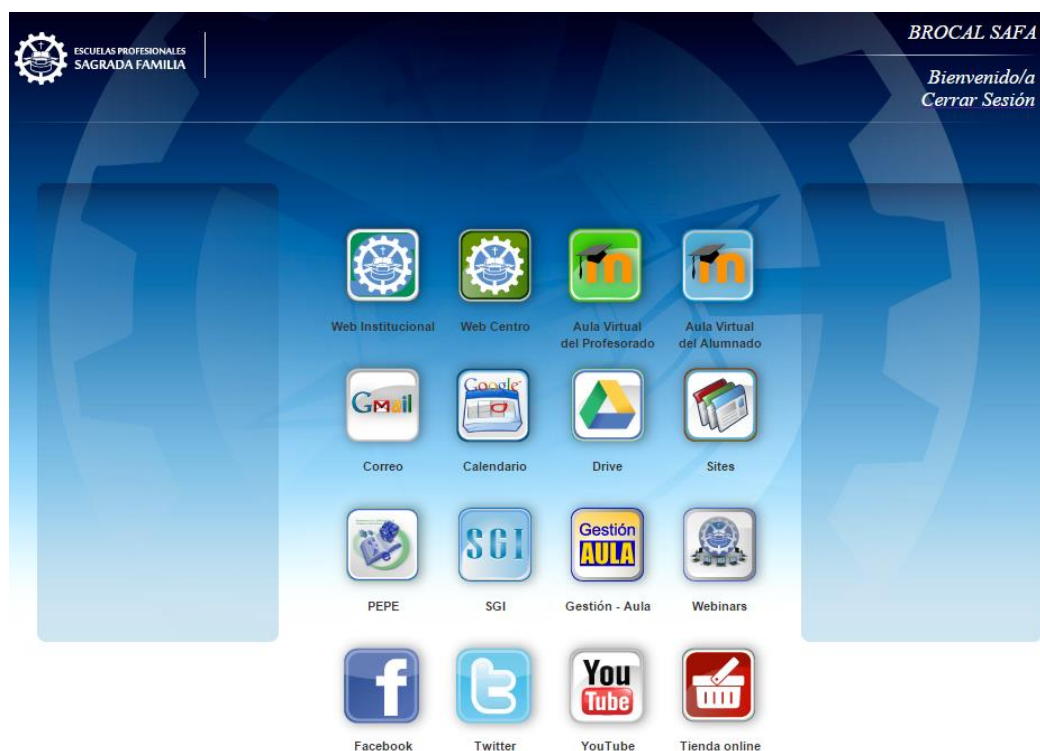 ESCUELAS PROFESIONALES
SAGRADA FAMILIA
BROCAL SAFA
Bienvenido/a
Cerrar Sesión
Web Institucional
Web Centro
Aula Virtual
del Profesorado
Aula Virtual
del Alumnado
GMail
Google
Correo
Calendario
Drive
Sites
SGI
Gestión
AULA
PEPE
SGI
Gestión - Aula
Webinars
You
Tube
Facebook
Twitter
YouTube
Tienda online